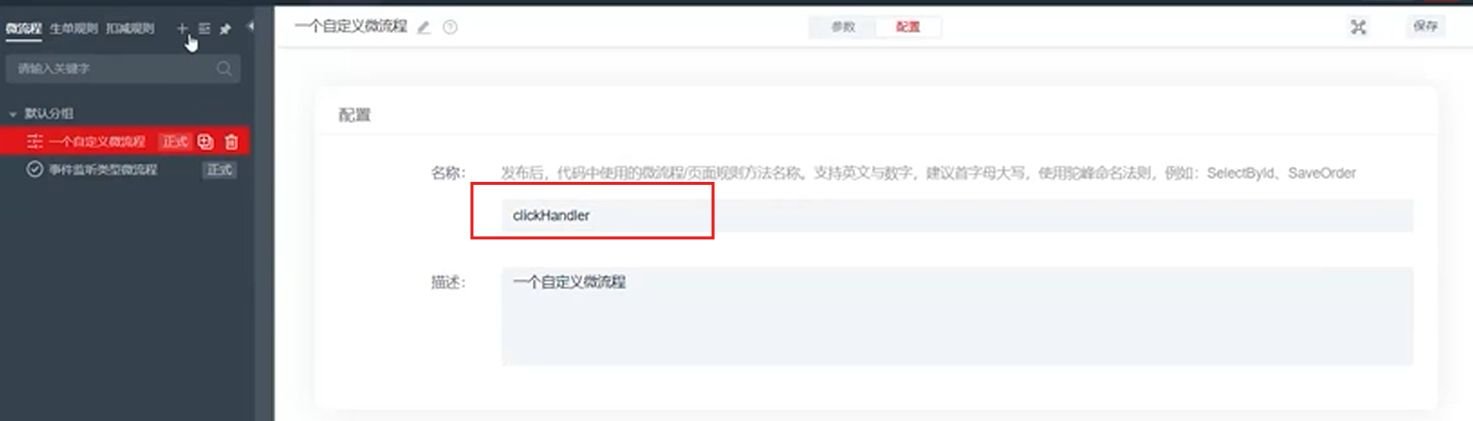 微流程 生单规则 扣减规则
请输入关键字
默认分组
一个自定义微流程 正式
事件监听类型微流程 正式
一个自定义微流程
参数 配置
保存
配置
名称: 发布后，代码中使用的微流程/页面规则方法名称。支持英文与数字，建议首字母大写，使用驼峰命名法则，例如：SelectById、SaveOrder
clickHandler
描述: 一个自定义微流程